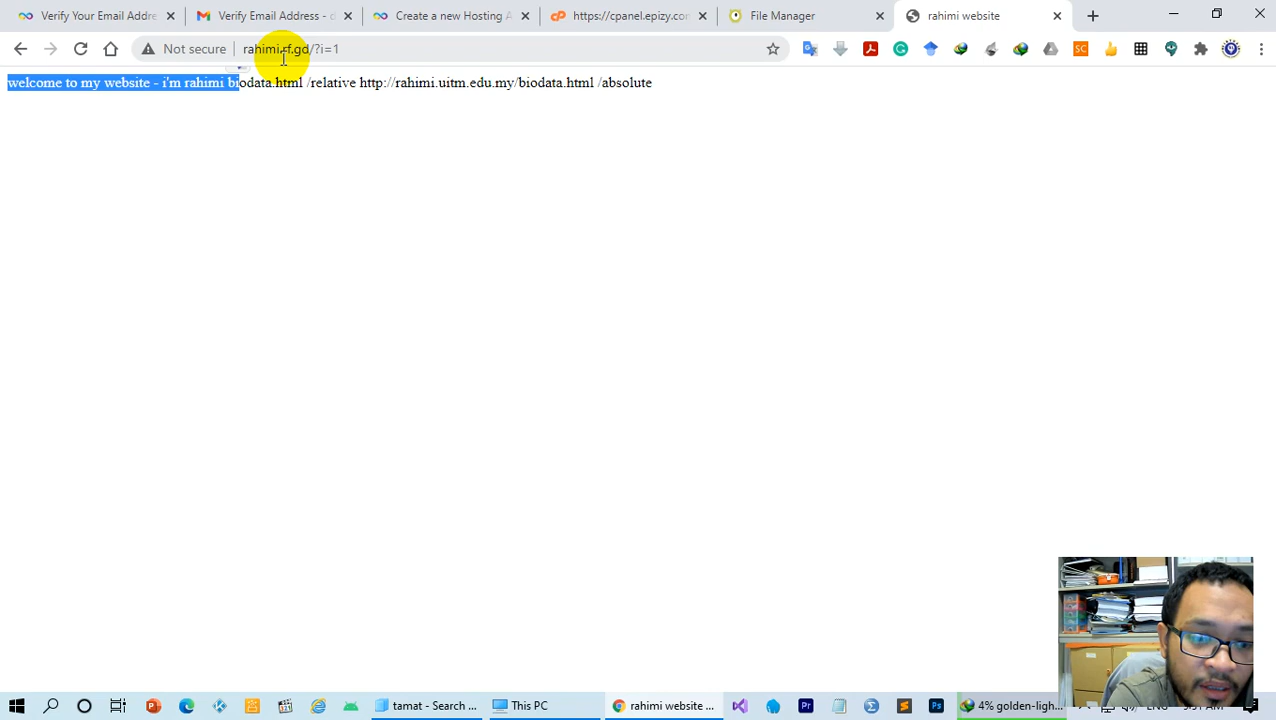 Verify Your Email Addre
Verify Email Address - d
Create a new Hosting A
https://cpanel.epizy.con
File Manager
rahimi website
Not secure
rahimi.rf.gd/?i=1
welcome to my website - i'm rahimi biodata.html /relative http://rahimi.uitm.edu.my/biodata.html /absolute
tamat - Search ...
This PC
rahimi website ...
4% golden-ligh...